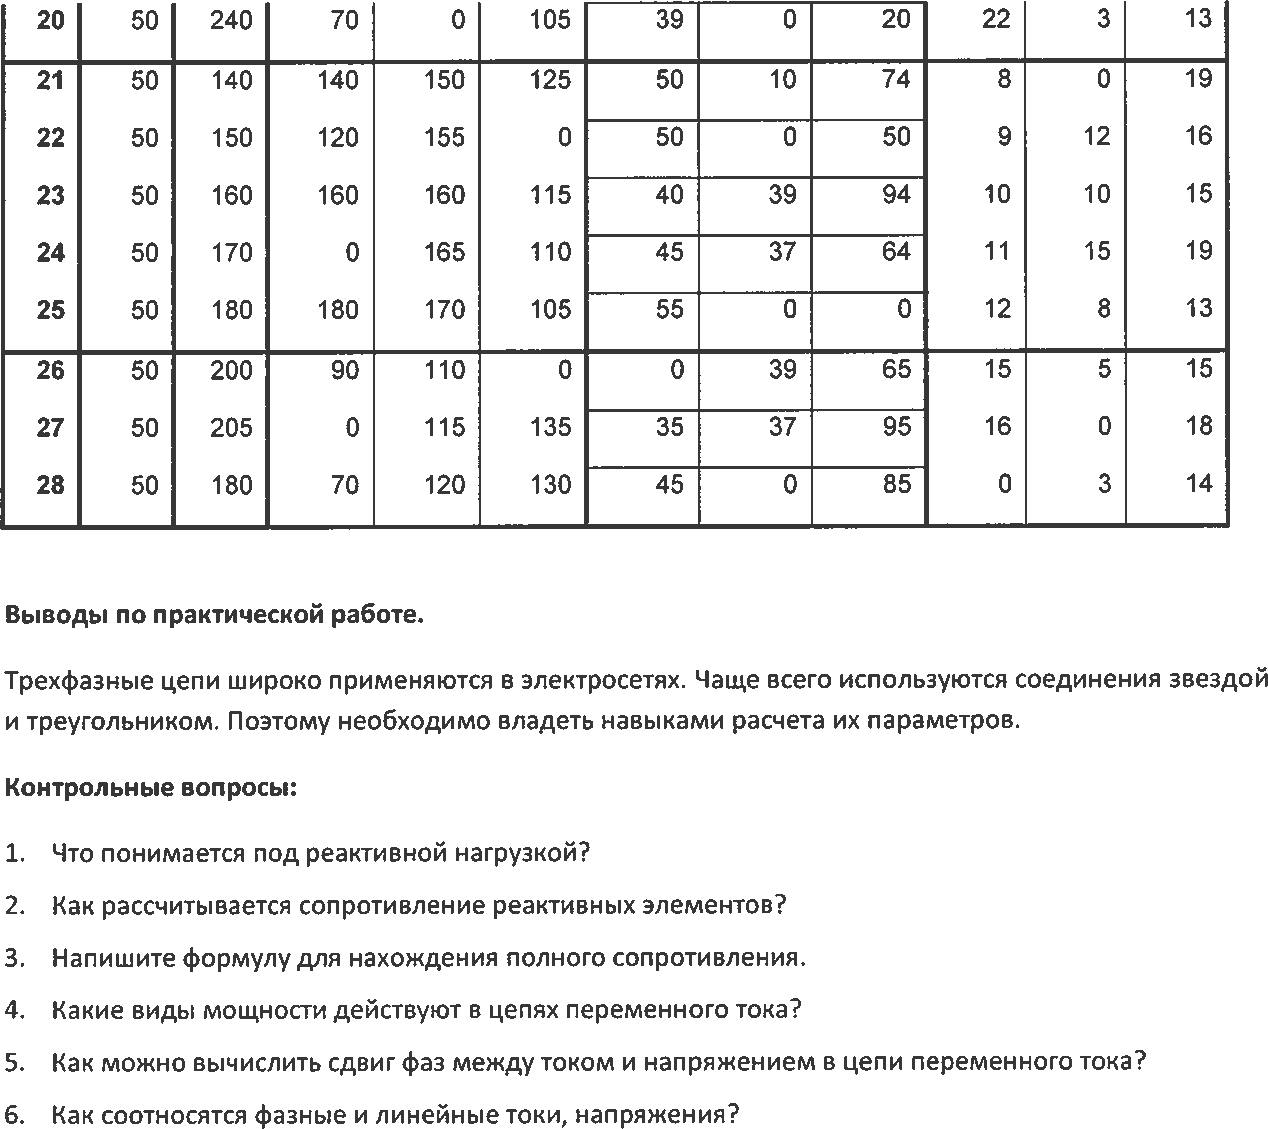 20 50 240 70 0 105 39 0 20 22 3 13
21 50 140 140 150 125 50 10 74 8 0 19
22 50 150 120 155 0 50 0 50 9 12 16
23 50 160 160 160 115 40 39 94 10 10 15
24 50 170 0 165 110 45 37 64 11 15 19
25 50 180 180 170 105 55 0 0 12 8 13
26 50 200 90 110 0 0 39 65 15 5 15
27 50 205 0 115 135 35 37 95 16 0 18
28 50 180 70 120 130 45 0 85 0 3 14
Выводы по практической работе.
Трехфазные цепи широко применяются в электросетях. Чаще всего используются соединения звездой
и треугольником. Поэтому необходимо владеть навыками расчета их параметров.
Контрольные вопросы:
1. Что понимается под реактивной нагрузкой?
2. Как рассчитывается сопротивление реактивных элементов?
3. Напишите формулу для нахождения полного сопротивления.
4. Какие виды мощности действуют в цепях переменного тока?
5. Как можно вычислить сдвиг фаз между током и напряжением в цепи переменного тока?
6. Как соотносятся фазные и линейные токи, напряжения?